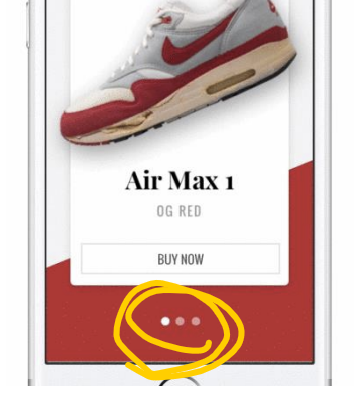 Air Max 1
OG RED
BUY NOW